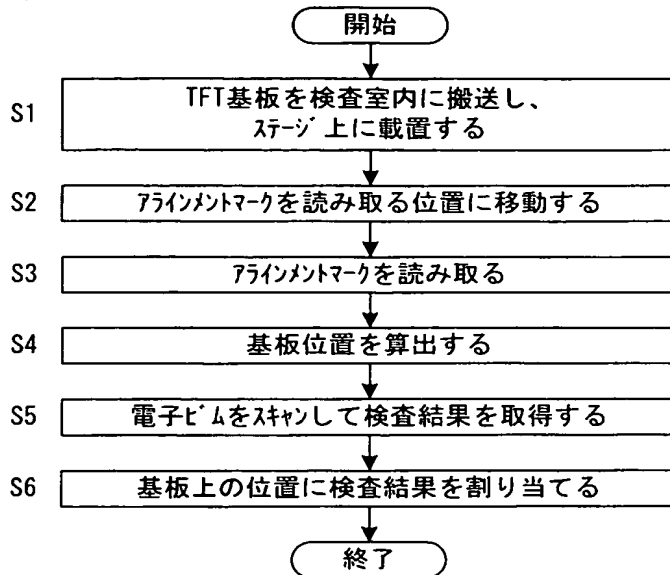 開始
S1
TFT基板を検査室内に搬送し、
ｽﾃｰｼﾞ上に載置する
S2
ｱﾗｲﾝﾒﾝﾄﾏｰｸを読み取る位置に移動する
S3
ｱﾗｲﾝﾒﾝﾄﾏｰｸを読み取る
S4
基板位置を算出する
S5
電子ﾋﾞﾑをｽｷｬﾝして検査結果を取得する
S6
基板上の位置に検査結果を割り当てる
終了